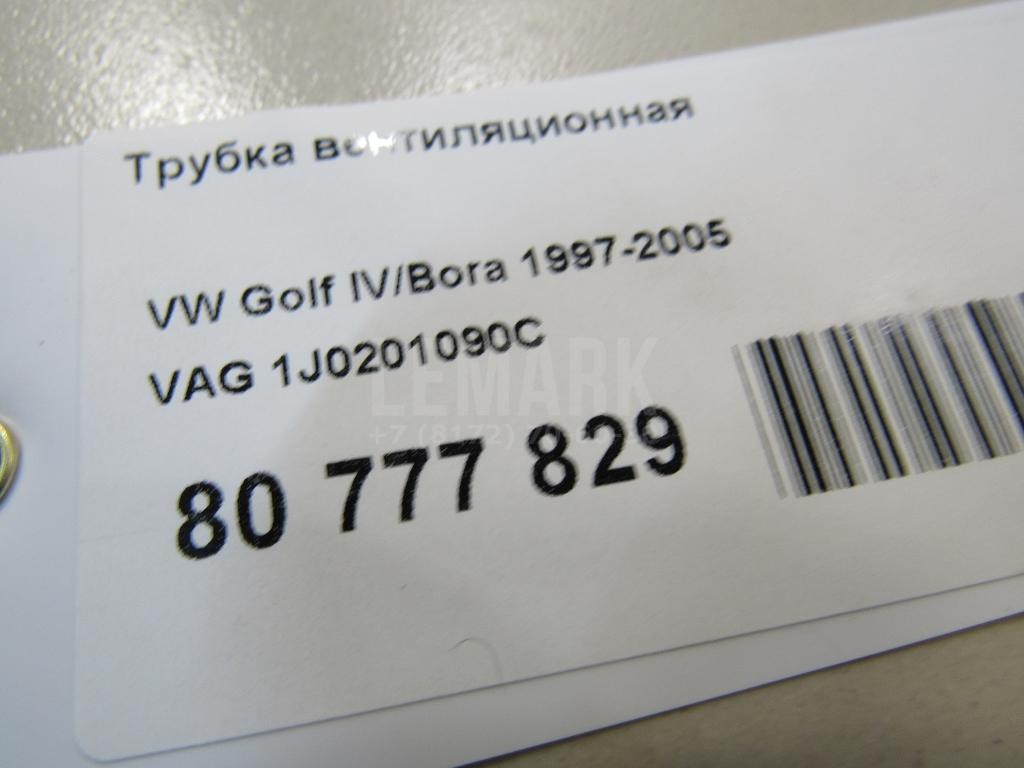 Трубка вентиляционная
VW Golf IV/Bora 1997-2005
VAG 1J0201090C
LEMARK
+7 (8172)
80 777 829